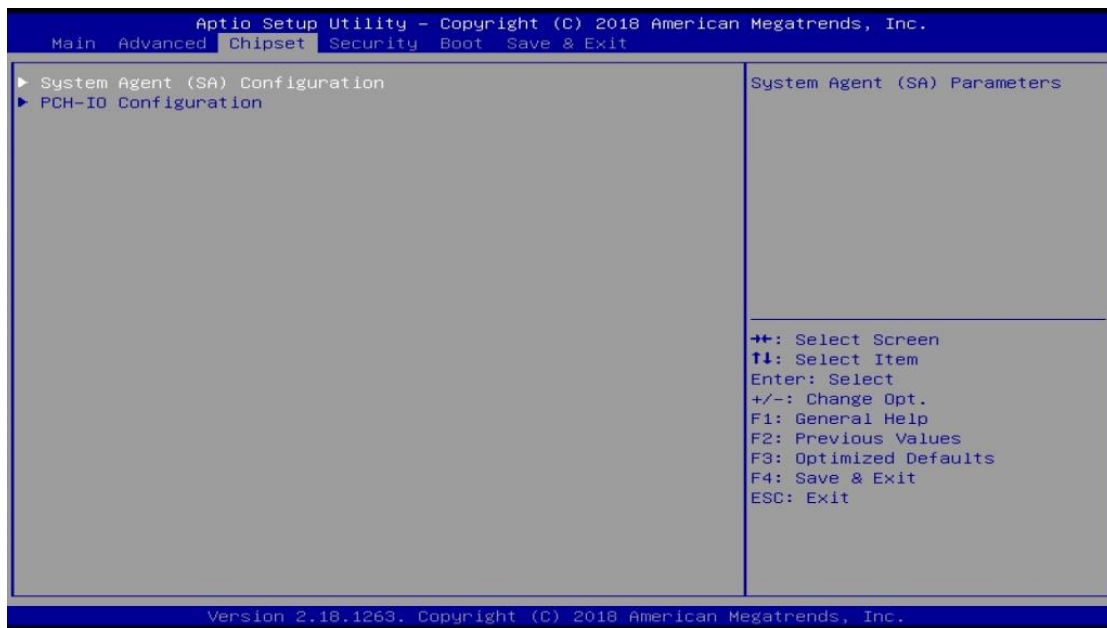 Aptio Setup Utility – Copyright (C) 2018 American Megatrends, Inc.
Main Advanced Chipset Security Boot Save & Exit
► System Agent (SA) Configuration
► PCH-IO Configuration
System Agent (SA) Parameters
→←: Select Screen
↑↓: Select Item
Enter: Select
+/-: Change Opt.
F1: General Help
F2: Previous Values
F3: Optimized Defaults
F4: Save & Exit
ESC: Exit
Version 2.18.1263. Copyright (C) 2018 American Megatrends, Inc.